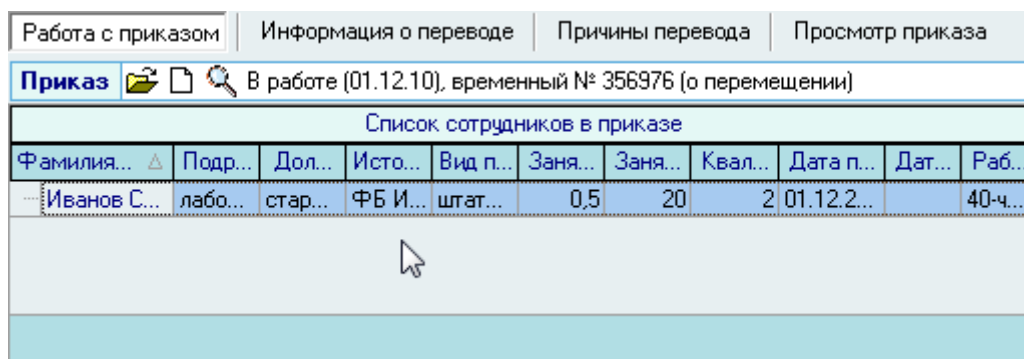 Работа с приказом Информация о переводе Причины перевода Просмотр приказа
Приказ В работе (01.12.10), временный № 356976 (о перемещении)
Список сотрудников в приказе
Фамилия... Подр... Дол... Исто... Вид п... Заня... Заня... Квал... Дата п... Дат... Раб...
Иванов С... лабо... стар... ФБ И... штат... 0,5 20 2 01.12.2... 40-ч...